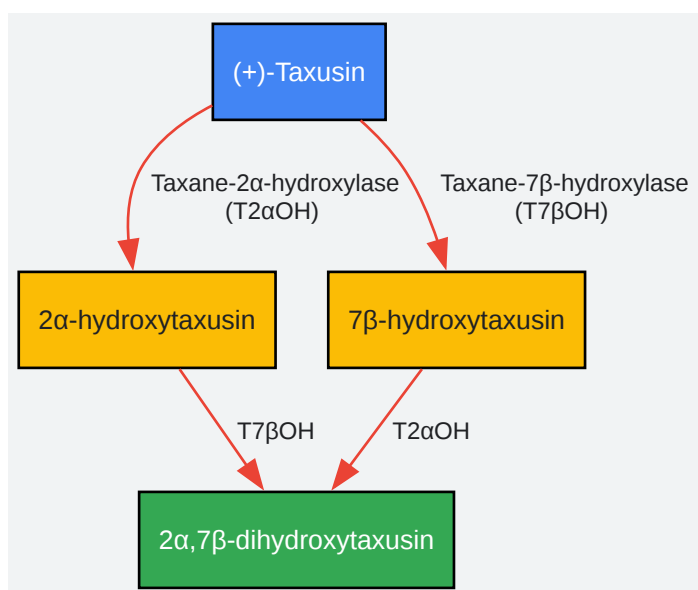 (+)-Taxusin
Taxane-2α-hydroxylase
(T2αOH)
Taxane-7β-hydroxylase
(T7βOH)
2α-hydroxytaxusin
7β-hydroxytaxusin
T7βOH
T2αOH
2α,7β-dihydroxytaxusin